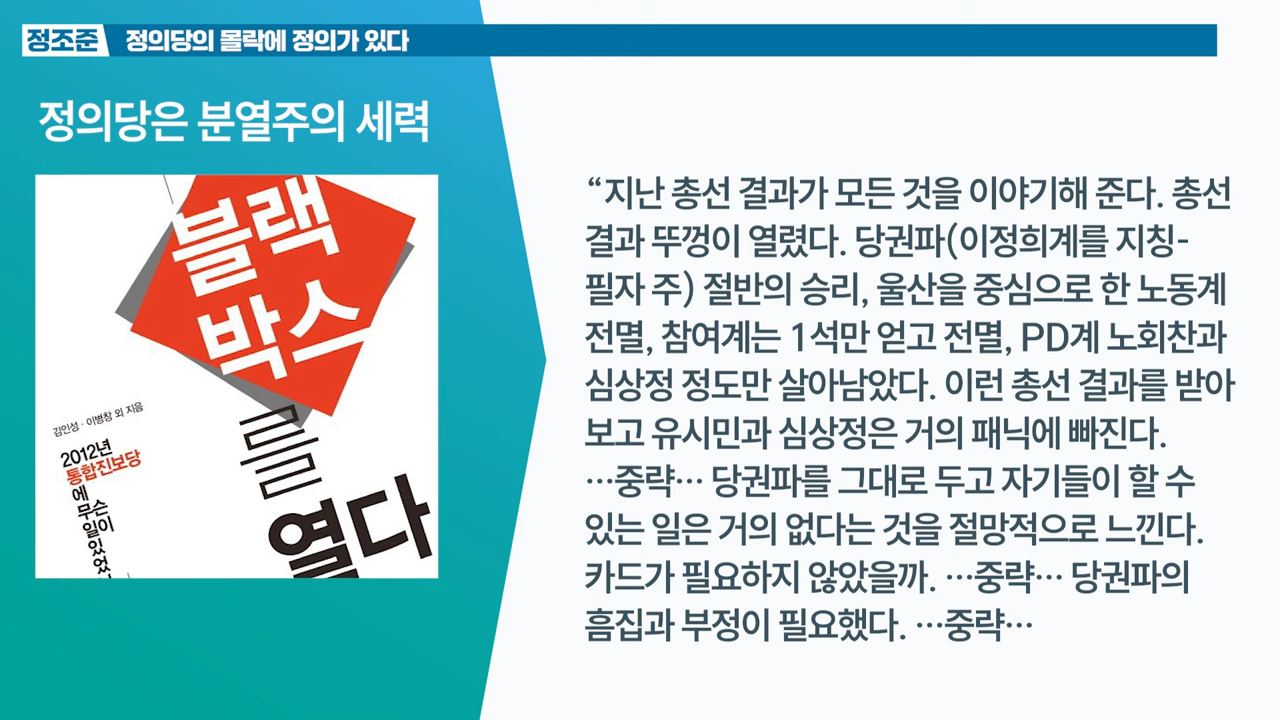 정조준 정의당의 몰락에 정의가 있다
정의당은 분열주의 세력
블랙
박스
를
열다
김인성·이병창 외 지음
2012년
통합진보당
에
무슨
일이
있었
“지난 총선 결과가 모든 것을 이야기해 준다. 총선
결과 뚜껑이 열렸다. 당권파(이정희계를 지칭-
필자 주) 절반의 승리, 울산을 중심으로 한 노동계
전멸, 참여계는 1석만 얻고 전멸, PD계 노회찬과
심상정 정도만 살아남았다. 이런 총선 결과를 받아
보고 유시민과 심상정은 거의 패닉에 빠진다.
…중략… 당권파를 그대로 두고 자기들이 할 수
있는 일은 거의 없다는 것을 절망적으로 느낀다.
카드가 필요하지 않았을까. …중략… 당권파의
흠집과 부정이 필요했다. …중략…